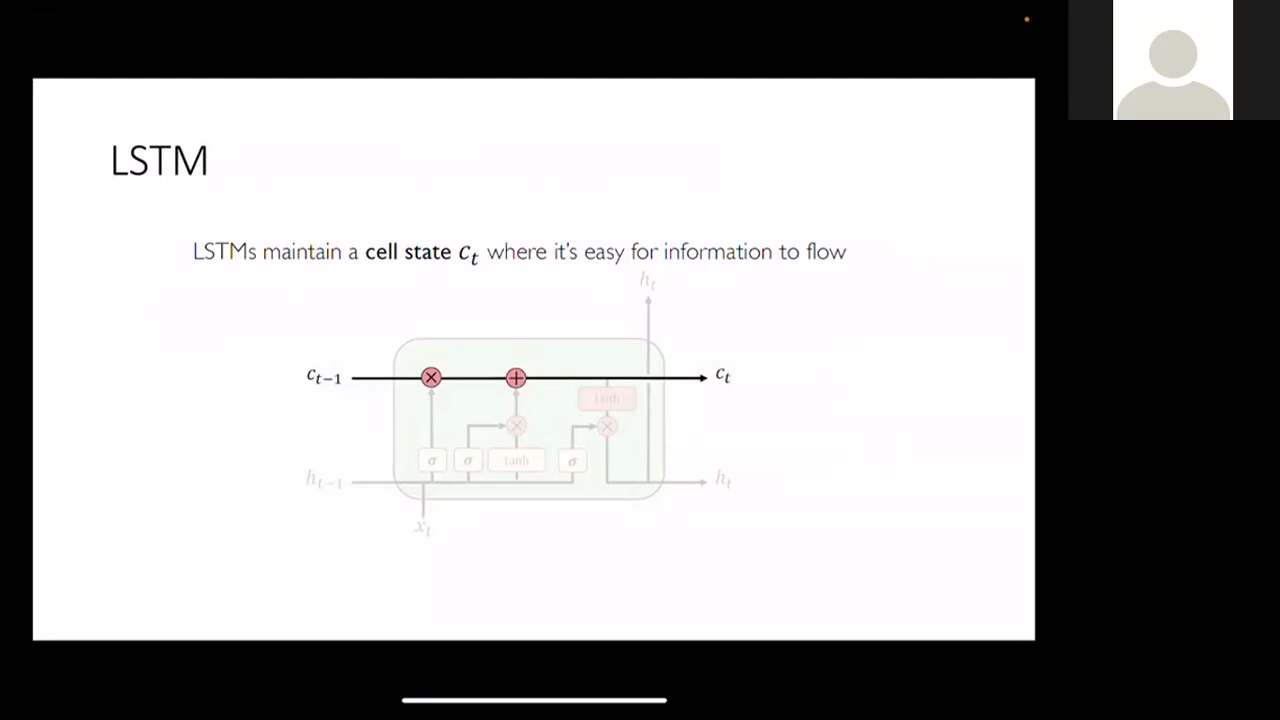 LSTM
LSTMs maintain a cell state cₜ where it's easy for information to flow
hₜ
cₜ₋₁ × + cₜ
tanh
× ×
σ σ tanh σ
hₜ₋₁ hₜ
xₜ